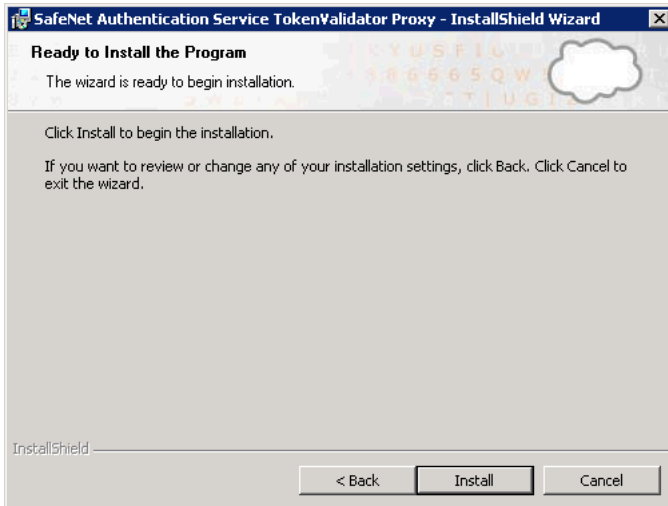 SafeNet Authentication Service TokenValidator Proxy - InstallShield Wizard
Ready to Install the Program
The wizard is ready to begin installation.
Click Install to begin the installation.
If you want to review or change any of your installation settings, click Back. Click Cancel to
exit the wizard.
InstallShield
< Back
Install
Cancel